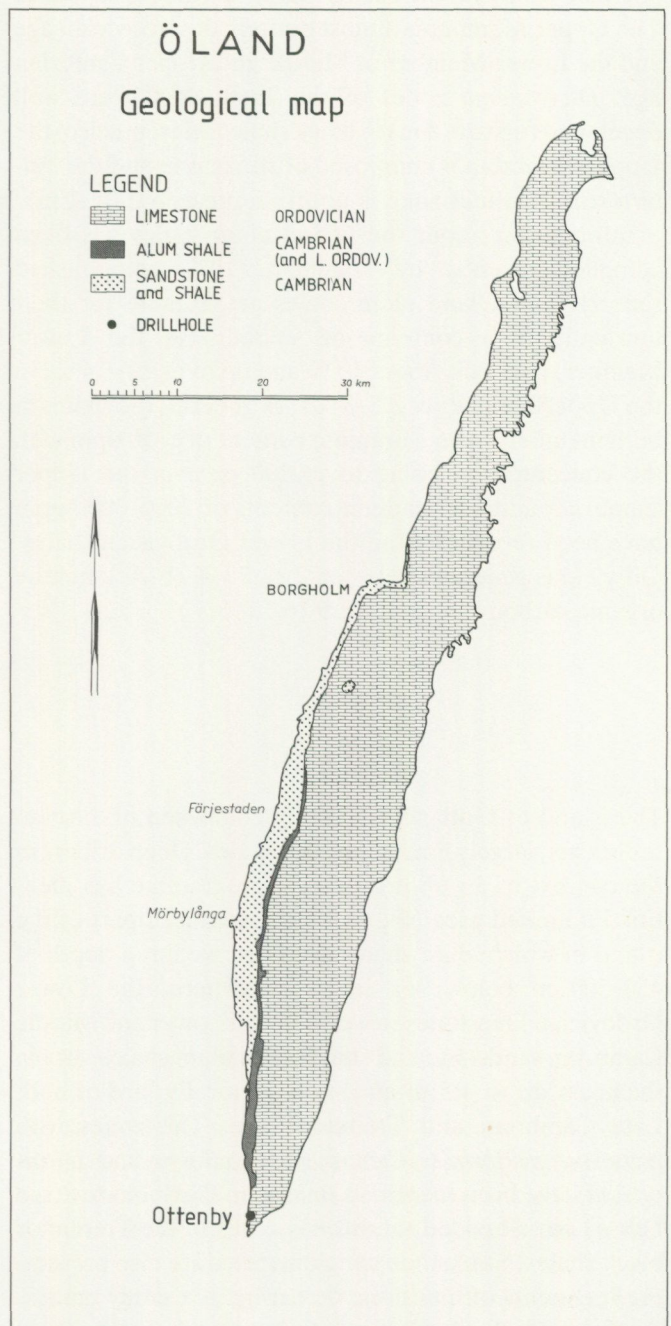 ÖLAND
Geological map
LEGEND
LIMESTONE ORDOVICIAN
ALUM SHALE CAMBRIAN
(and L. ORDOV.)
SANDSTONE
and SHALE CAMBRIAN
DRILLHOLE
0 5 10 20 30 km
BORGHOLM
Färjestaden
Mörbylånga
Ottenby